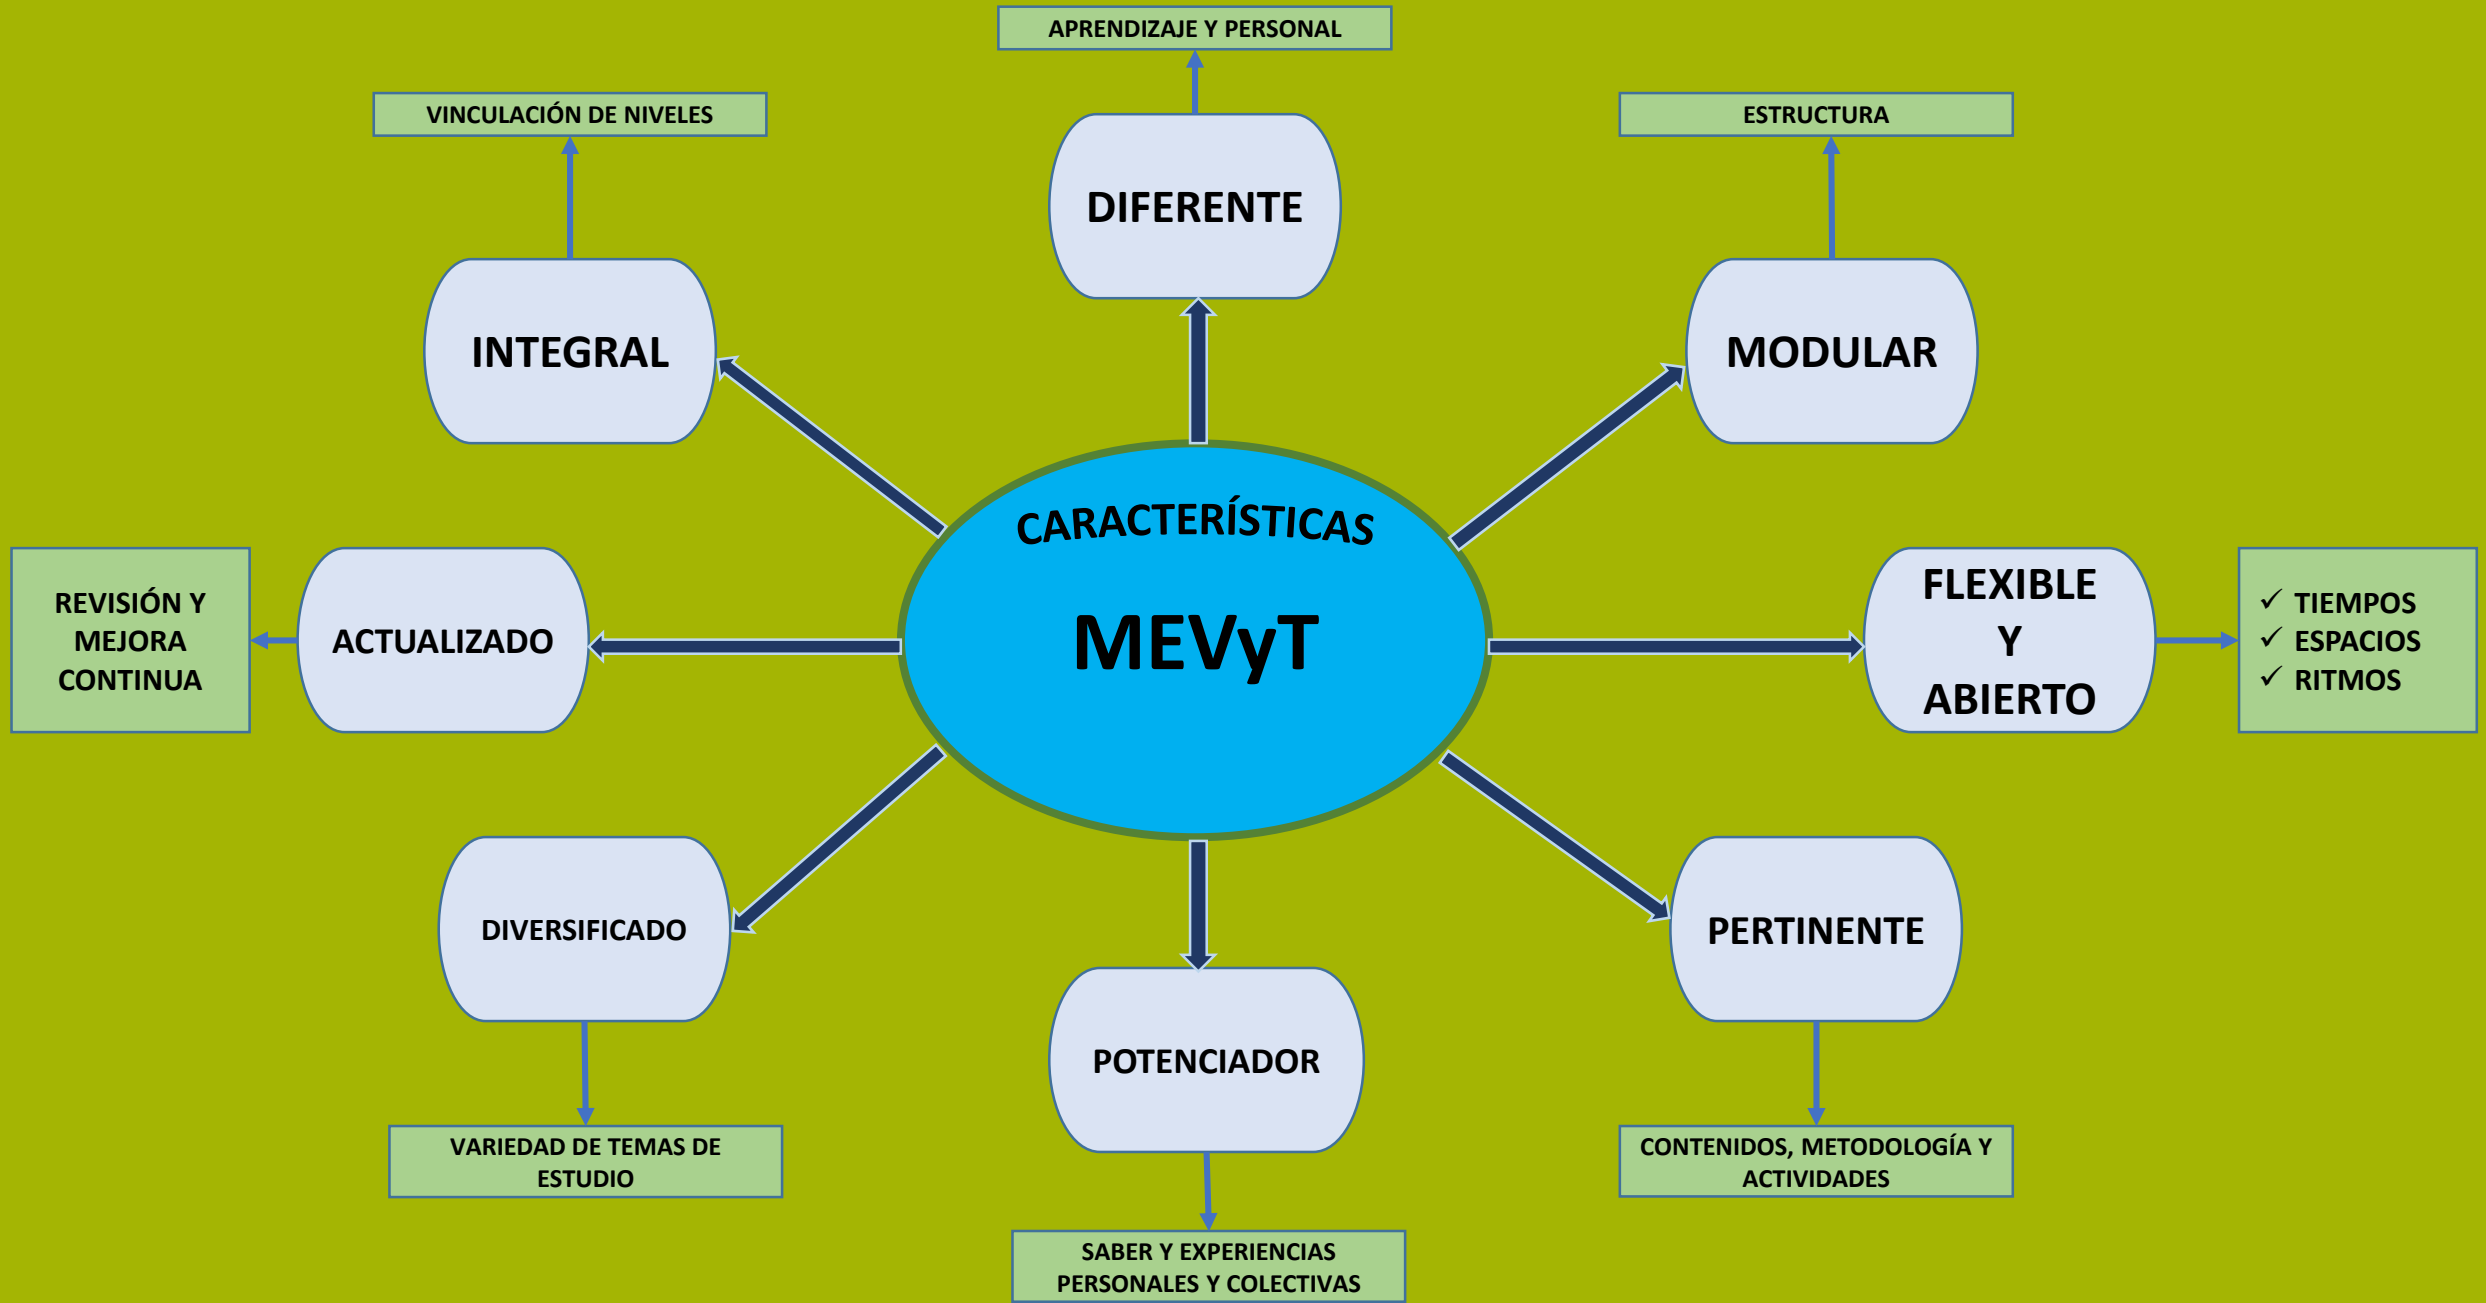 APRENDIZAJE Y PERSONAL
VINCULACIÓN DE NIVELES
ESTRUCTURA
DIFERENTE
INTEGRAL
MODULAR
CARACTERÍSTICAS
MEVyT
REVISIÓN Y
MEJORA
CONTINUA
ACTUALIZADO
FLEXIBLE
Y
ABIERTO
✓ TIEMPOS
✓ ESPACIOS
✓ RITMOS
DIVERSIFICADO
POTENCIADOR
PERTINENTE
VARIEDAD DE TEMAS DE
ESTUDIO
SABER Y EXPERIENCIAS
PERSONALES Y COLECTIVAS
CONTENIDOS, METODOLOGÍA Y
ACTIVIDADES